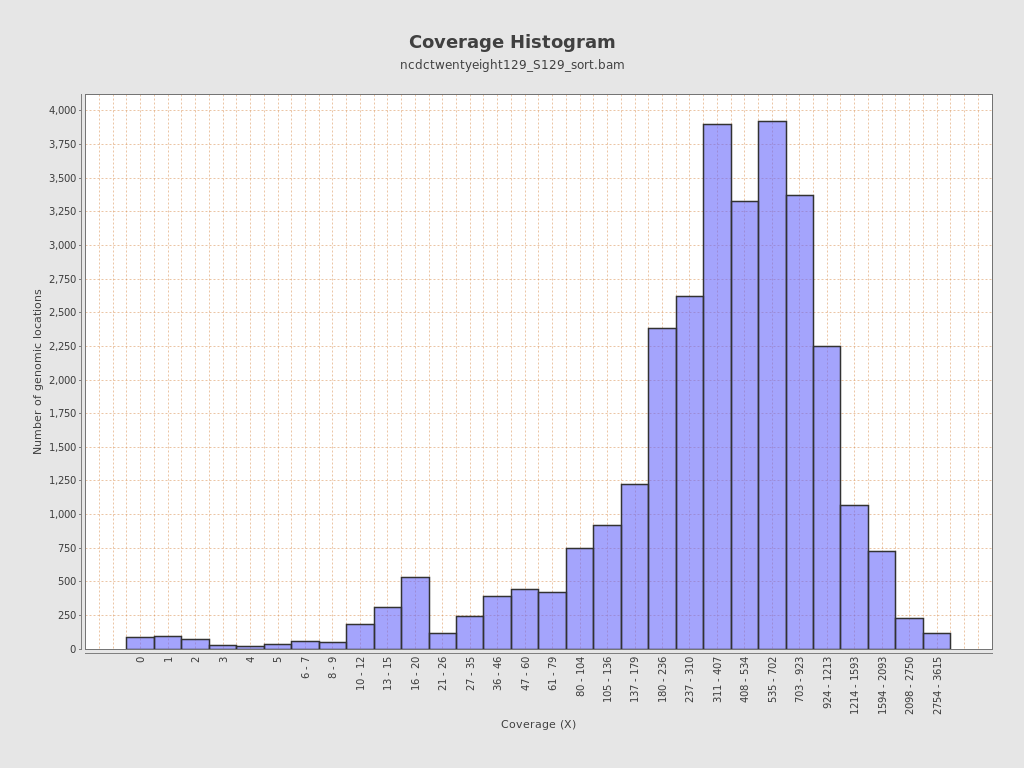 Coverage Histogram
ncdctwentyeight129_S129_sort.bam
Number of genomic locations
4,000
3,750
3,500
3,250
3,000
2,750
2,500
2,250
2,000
1,750
1,500
1,250
1,000
750
500
250
0
0
1
2
3
4
5
6 - 7
8 - 9
10 - 12
13 - 15
16 - 20
21 - 26
27 - 35
36 - 46
47 - 60
61 - 79
80 - 104
105 - 136
137 - 179
180 - 236
237 - 310
311 - 407
408 - 534
535 - 702
703 - 923
924 - 1213
1214 - 1593
1594 - 2093
2098 - 2750
2754 - 3615
Coverage (X)